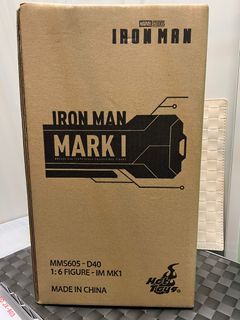 MARVEL STUDIOS
IRON MAN
IRON MAN
MARK I
MMS605 - D40
1:6 FIGURE - IM MK1
MADE IN CHINA
Hot Toys